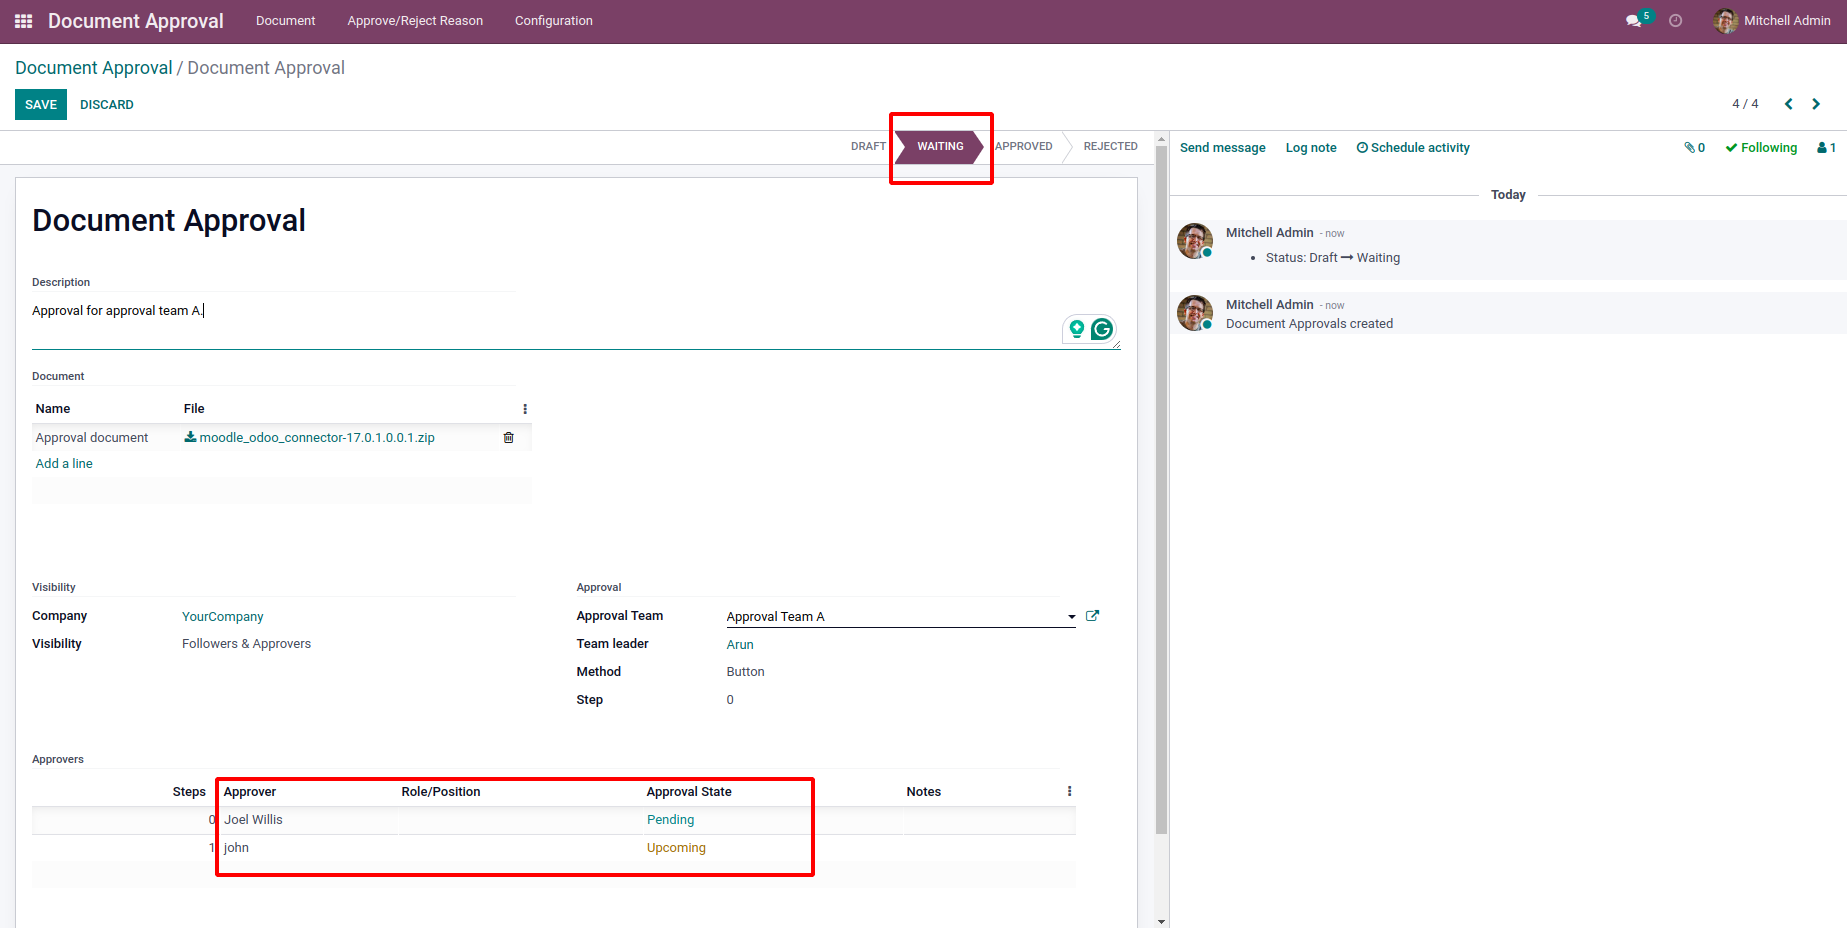 Document Approval Document Approve/Reject Reason Configuration 5 Mitchell Admin
Document Approval / Document Approval
SAVE DISCARD 4 / 4
DRAFT WAITING APPROVED REJECTED
Send message Log note Schedule activity 0 Following 1
Today
Mitchell Admin - now
Status: Draft → Waiting
Mitchell Admin - now
Document Approvals created
Document Approval
Description
Approval for approval team A.
Document
Name File
Approval document moodle_odoo_connector-17.0.1.0.0.1.zip
Add a line
Visibility
Company YourCompany
Visibility Followers & Approvers
Approval
Approval Team Approval Team A
Team leader Arun
Method Button
Step 0
Approvers
Steps Approver Role/Position Approval State Notes
0 Joel Willis Pending
1 john Upcoming